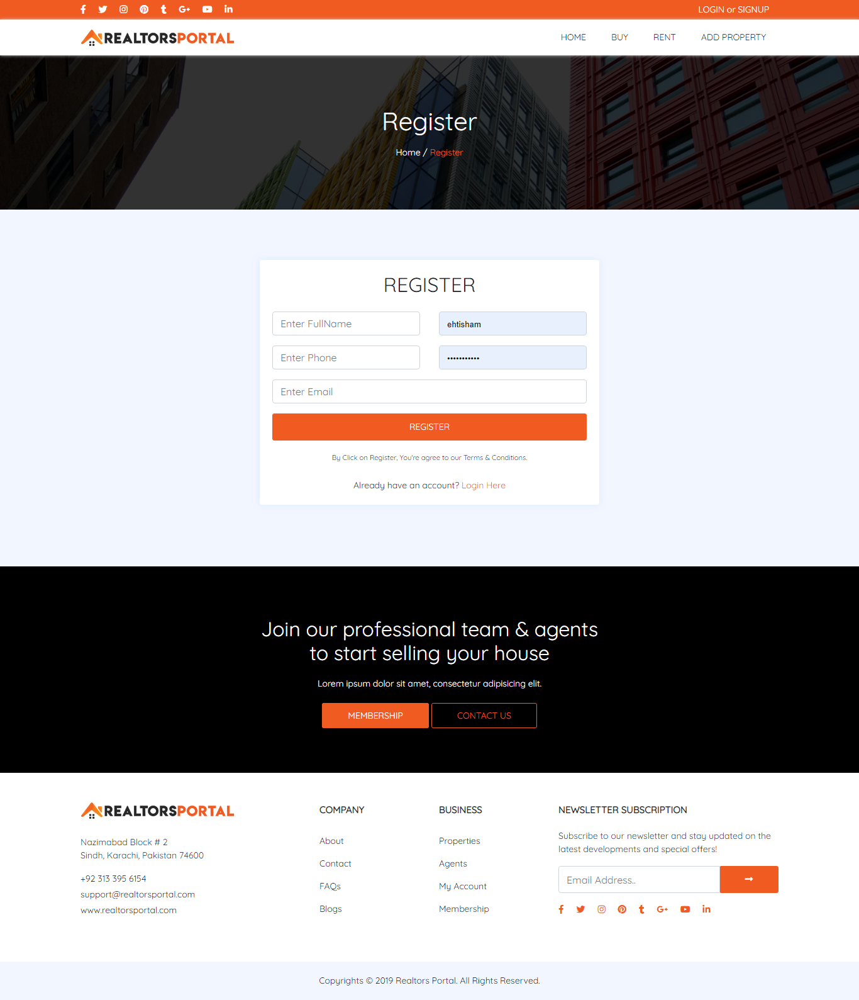 LOGIN or SIGNUP
REALTORSPORTAL
HOME BUY RENT ADD PROPERTY
Register
Home / Register
REGISTER
Enter FullName
ehtisham
Enter Phone
•••••••••••
Enter Email
REGISTER
By Click on Register, You're agree to our Terms & Conditions.
Already have an account? Login Here
Join our professional team & agents
to start selling your house
Lorem ipsum dolor sit amet, consectetur adipisicing elit.
MEMBERSHIP
CONTACT US
REALTORSPORTAL
Nazimabad Block # 2
Sindh, Karachi, Pakistan 74600
+92 313 395 6154
support@realtorsportal.com
www.realtorsportal.com
COMPANY
About
Contact
FAQs
Blogs
BUSINESS
Properties
Agents
My Account
Membership
NEWSLETTER SUBSCRIPTION
Subscribe to our newsletter and stay updated on the
latest developments and special offers!
Email Address..
Copyrights © 2019 Realtors Portal. All Rights Reserved.